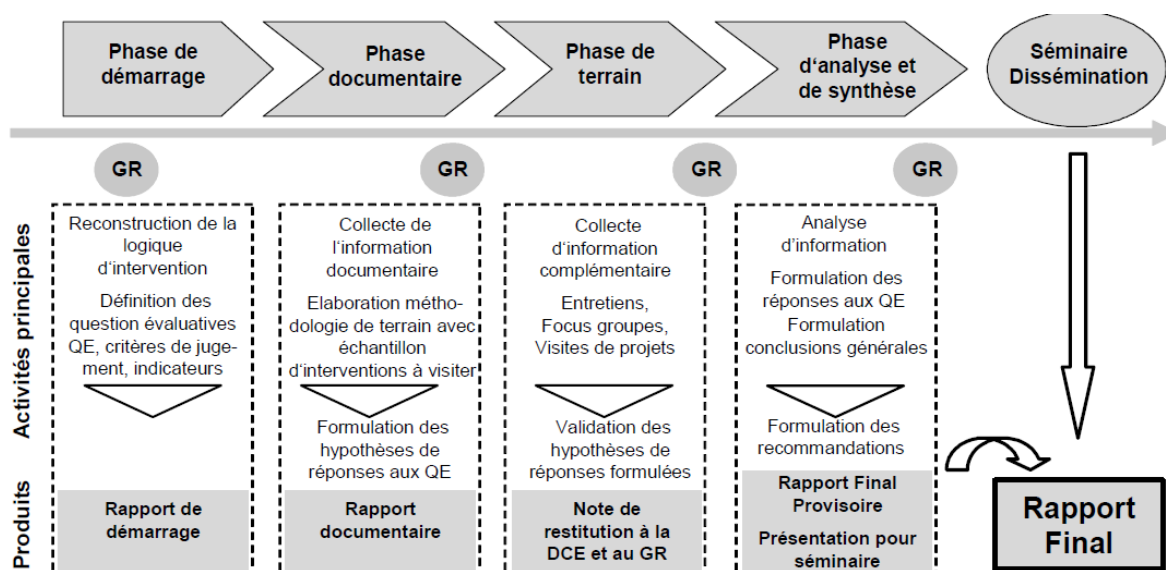 Phase de
démarrage
Phase
documentaire
Phase de
terrain
Phase
d'analyse et
de synthèse
Séminaire
Dissémination
GR
GR
GR
GR
Activités principales
Reconstruction de la
logique
d'intervention
Définition des
question évaluatives
QE, critères de juge-
ment, indicateurs
Collecte de
l'information
documentaire
Elaboration métho-
dologie de terrain avec
échantillon
d'interventions à visiter
Formulation des
hypothèses de
réponses aux QE
Collecte
d'information
complémentaire
Entretiens,
Focus groupes,
Visites de projets
Validation des
hypothèses de
réponses formulées
Analyse
d'information
Formulation des
réponses aux QE
Formulation
conclusions générales
Formulation des
recommandations
Produits
Rapport de
démarrage
Rapport
documentaire
Note de
restitution à la
DCE et au GR
Rapport Final
Provisoire
Présentation pour
séminaire
Rapport
Final